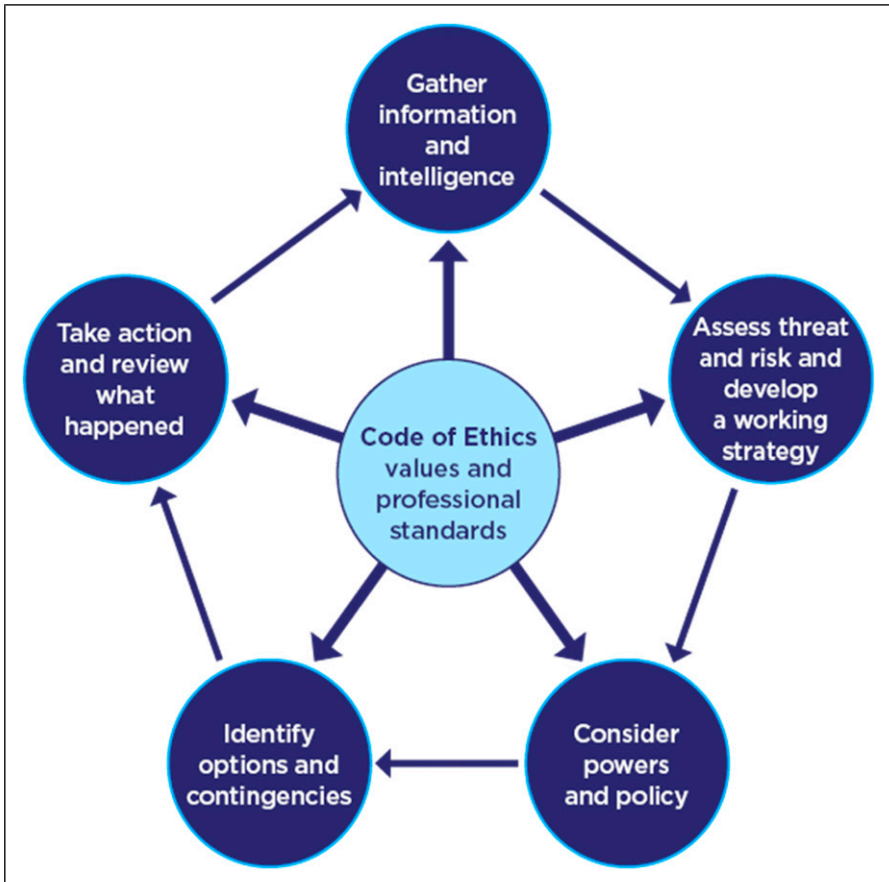 Gather
information
and
intelligence
Assess threat
and risk and
develop
a working
strategy
Consider
powers
and policy
Identify
options and
contingencies
Take action
and review
what
happened
Code of Ethics
values and
professional
standards